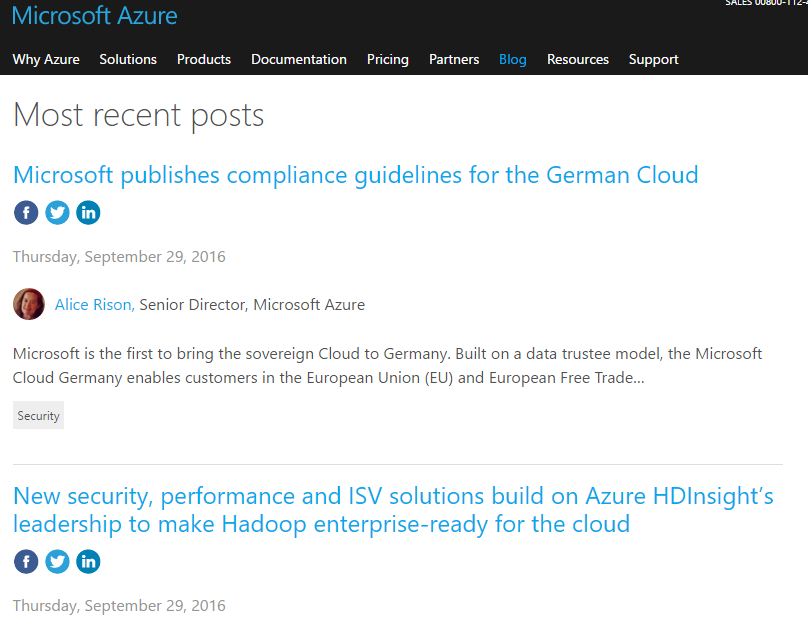 SALES 00800-112-
Microsoft Azure
Why Azure Solutions Products Documentation Pricing Partners Blog Resources Support
Most recent posts
Microsoft publishes compliance guidelines for the German Cloud
f in
Thursday, September 29, 2016
Alice Rison, Senior Director, Microsoft Azure
Microsoft is the first to bring the sovereign Cloud to Germany. Built on a data trustee model, the Microsoft
Cloud Germany enables customers in the European Union (EU) and European Free Trade...
Security
New security, performance and ISV solutions build on Azure HDInsight's
leadership to make Hadoop enterprise-ready for the cloud
f in
Thursday, September 29, 2016